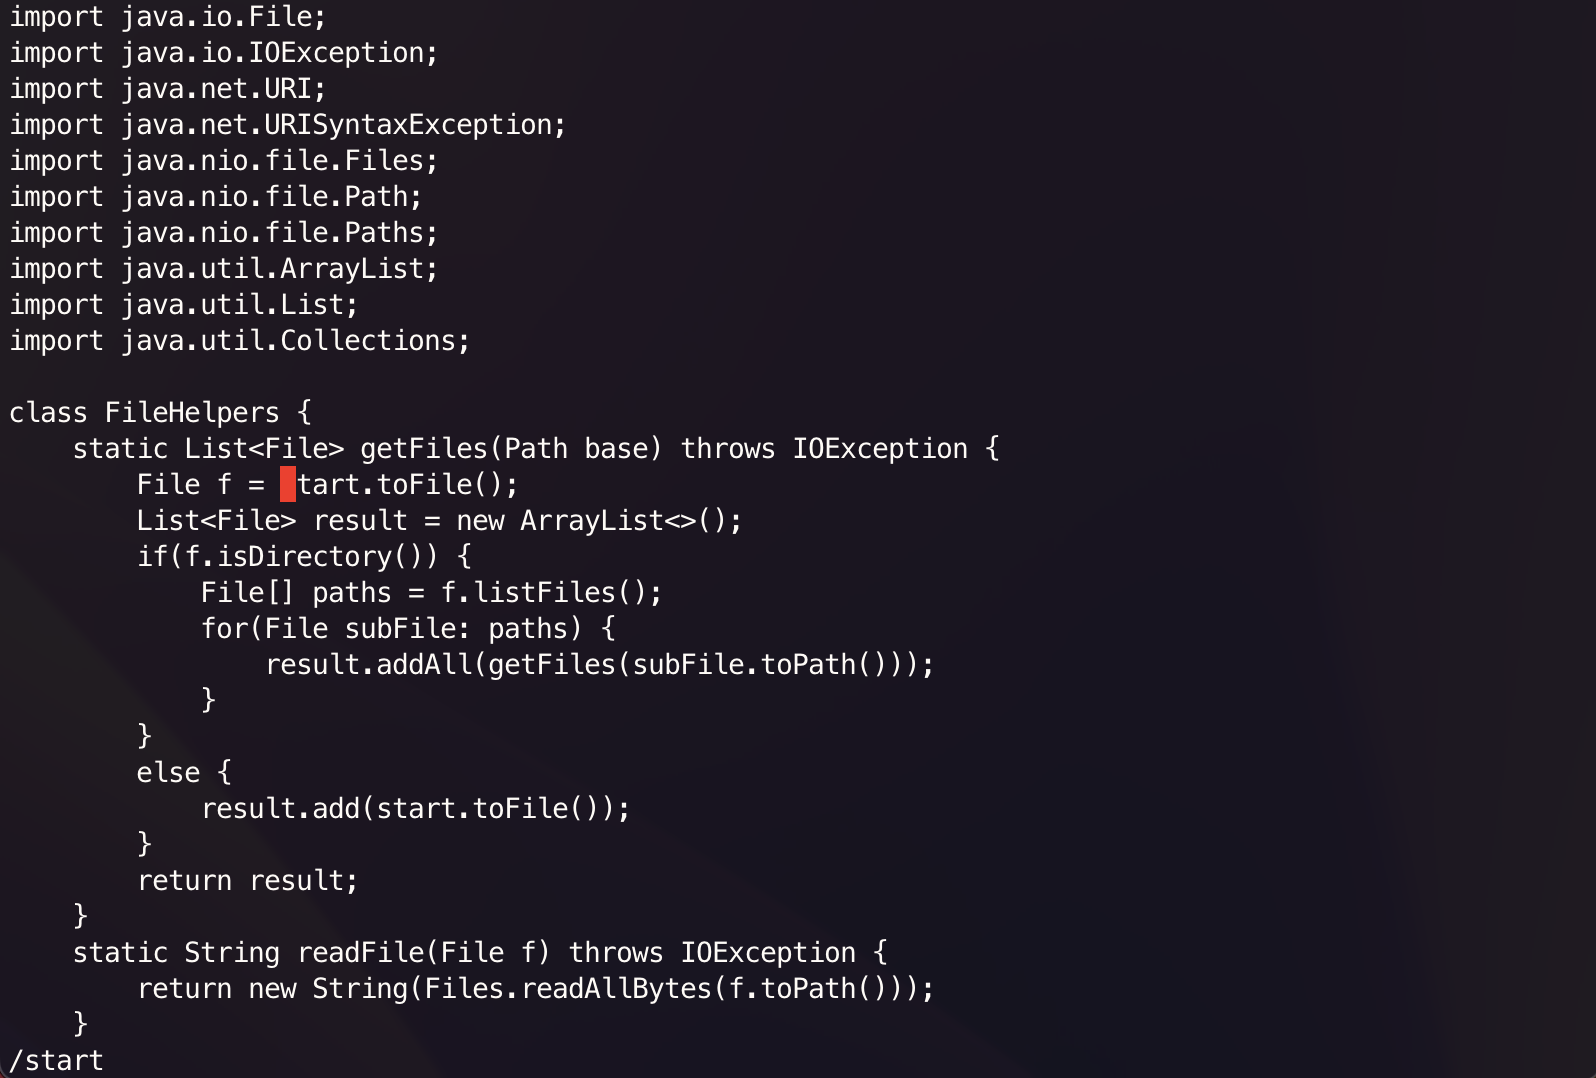 import java.io.File;
import java.io.IOException;
import java.net.URI;
import java.net.URISyntaxException;
import java.nio.file.Files;
import java.nio.file.Path;
import java.nio.file.Paths;
import java.util.ArrayList;
import java.util.List;
import java.util.Collections;

class FileHelpers {
    static List<File> getFiles(Path base) throws IOException {
        File f = tart.toFile();
        List<File> result = new ArrayList<>();
        if(f.isDirectory()) {
            File[] paths = f.listFiles();
            for(File subFile: paths) {
                result.addAll(getFiles(subFile.toPath()));
            }
        }
        else {
            result.add(start.toFile());
        }
        return result;
    }
    static String readFile(File f) throws IOException {
        return new String(Files.readAllBytes(f.toPath()));
    }
/start